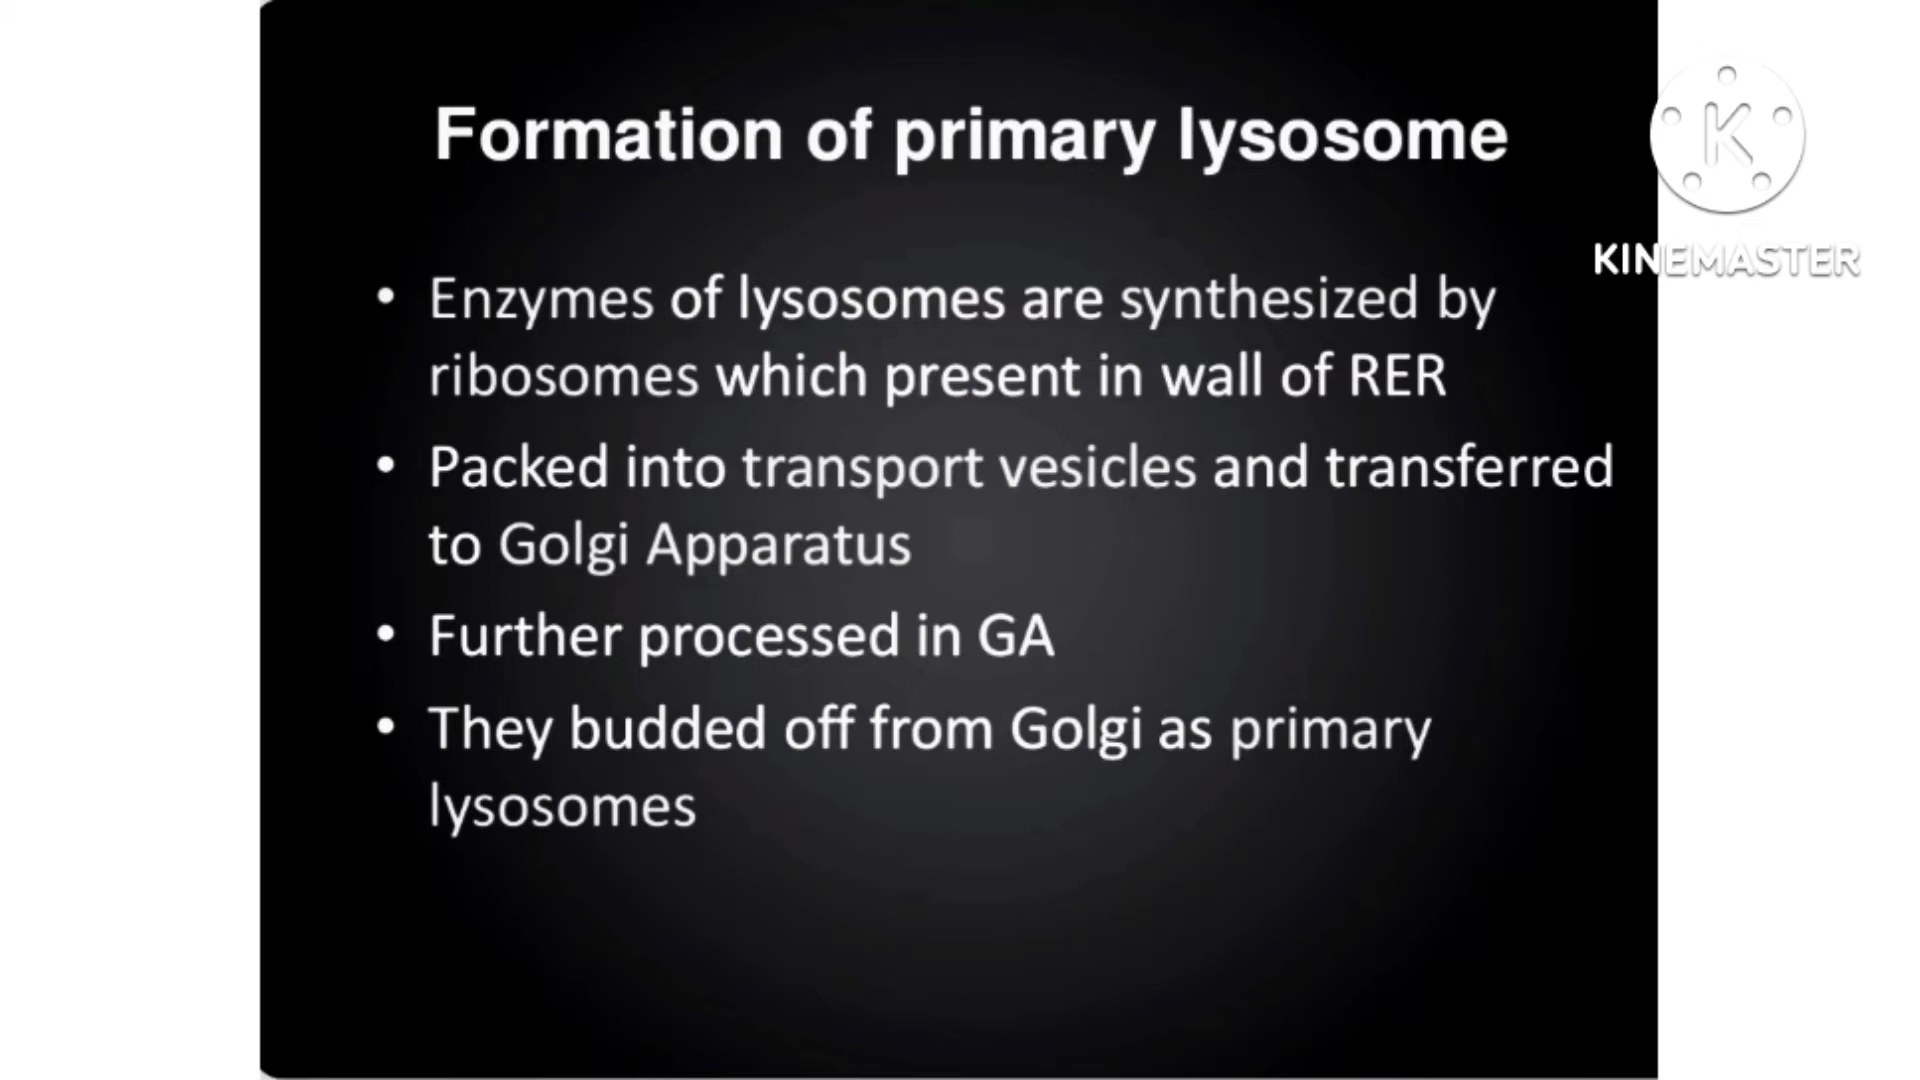 Formation of primary lysosome
• Enzymes of lysosomes are synthesized by
ribosomes which present in wall of RER
• Packed into transport vesicles and transferred
to Golgi Apparatus
• Further processed in GA
• They budded off from Golgi as primary
lysosomes
K
KINEMASTER